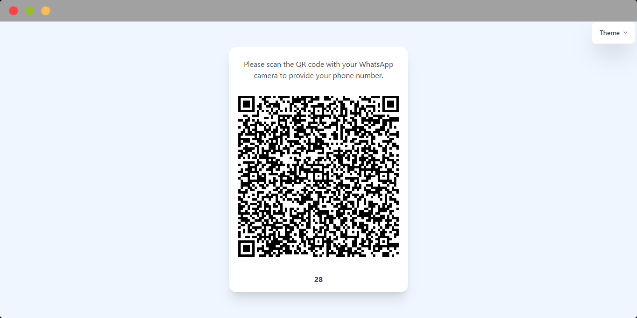 Theme
Please scan the QR code with your WhatsApp
camera to provide your phone number.
28